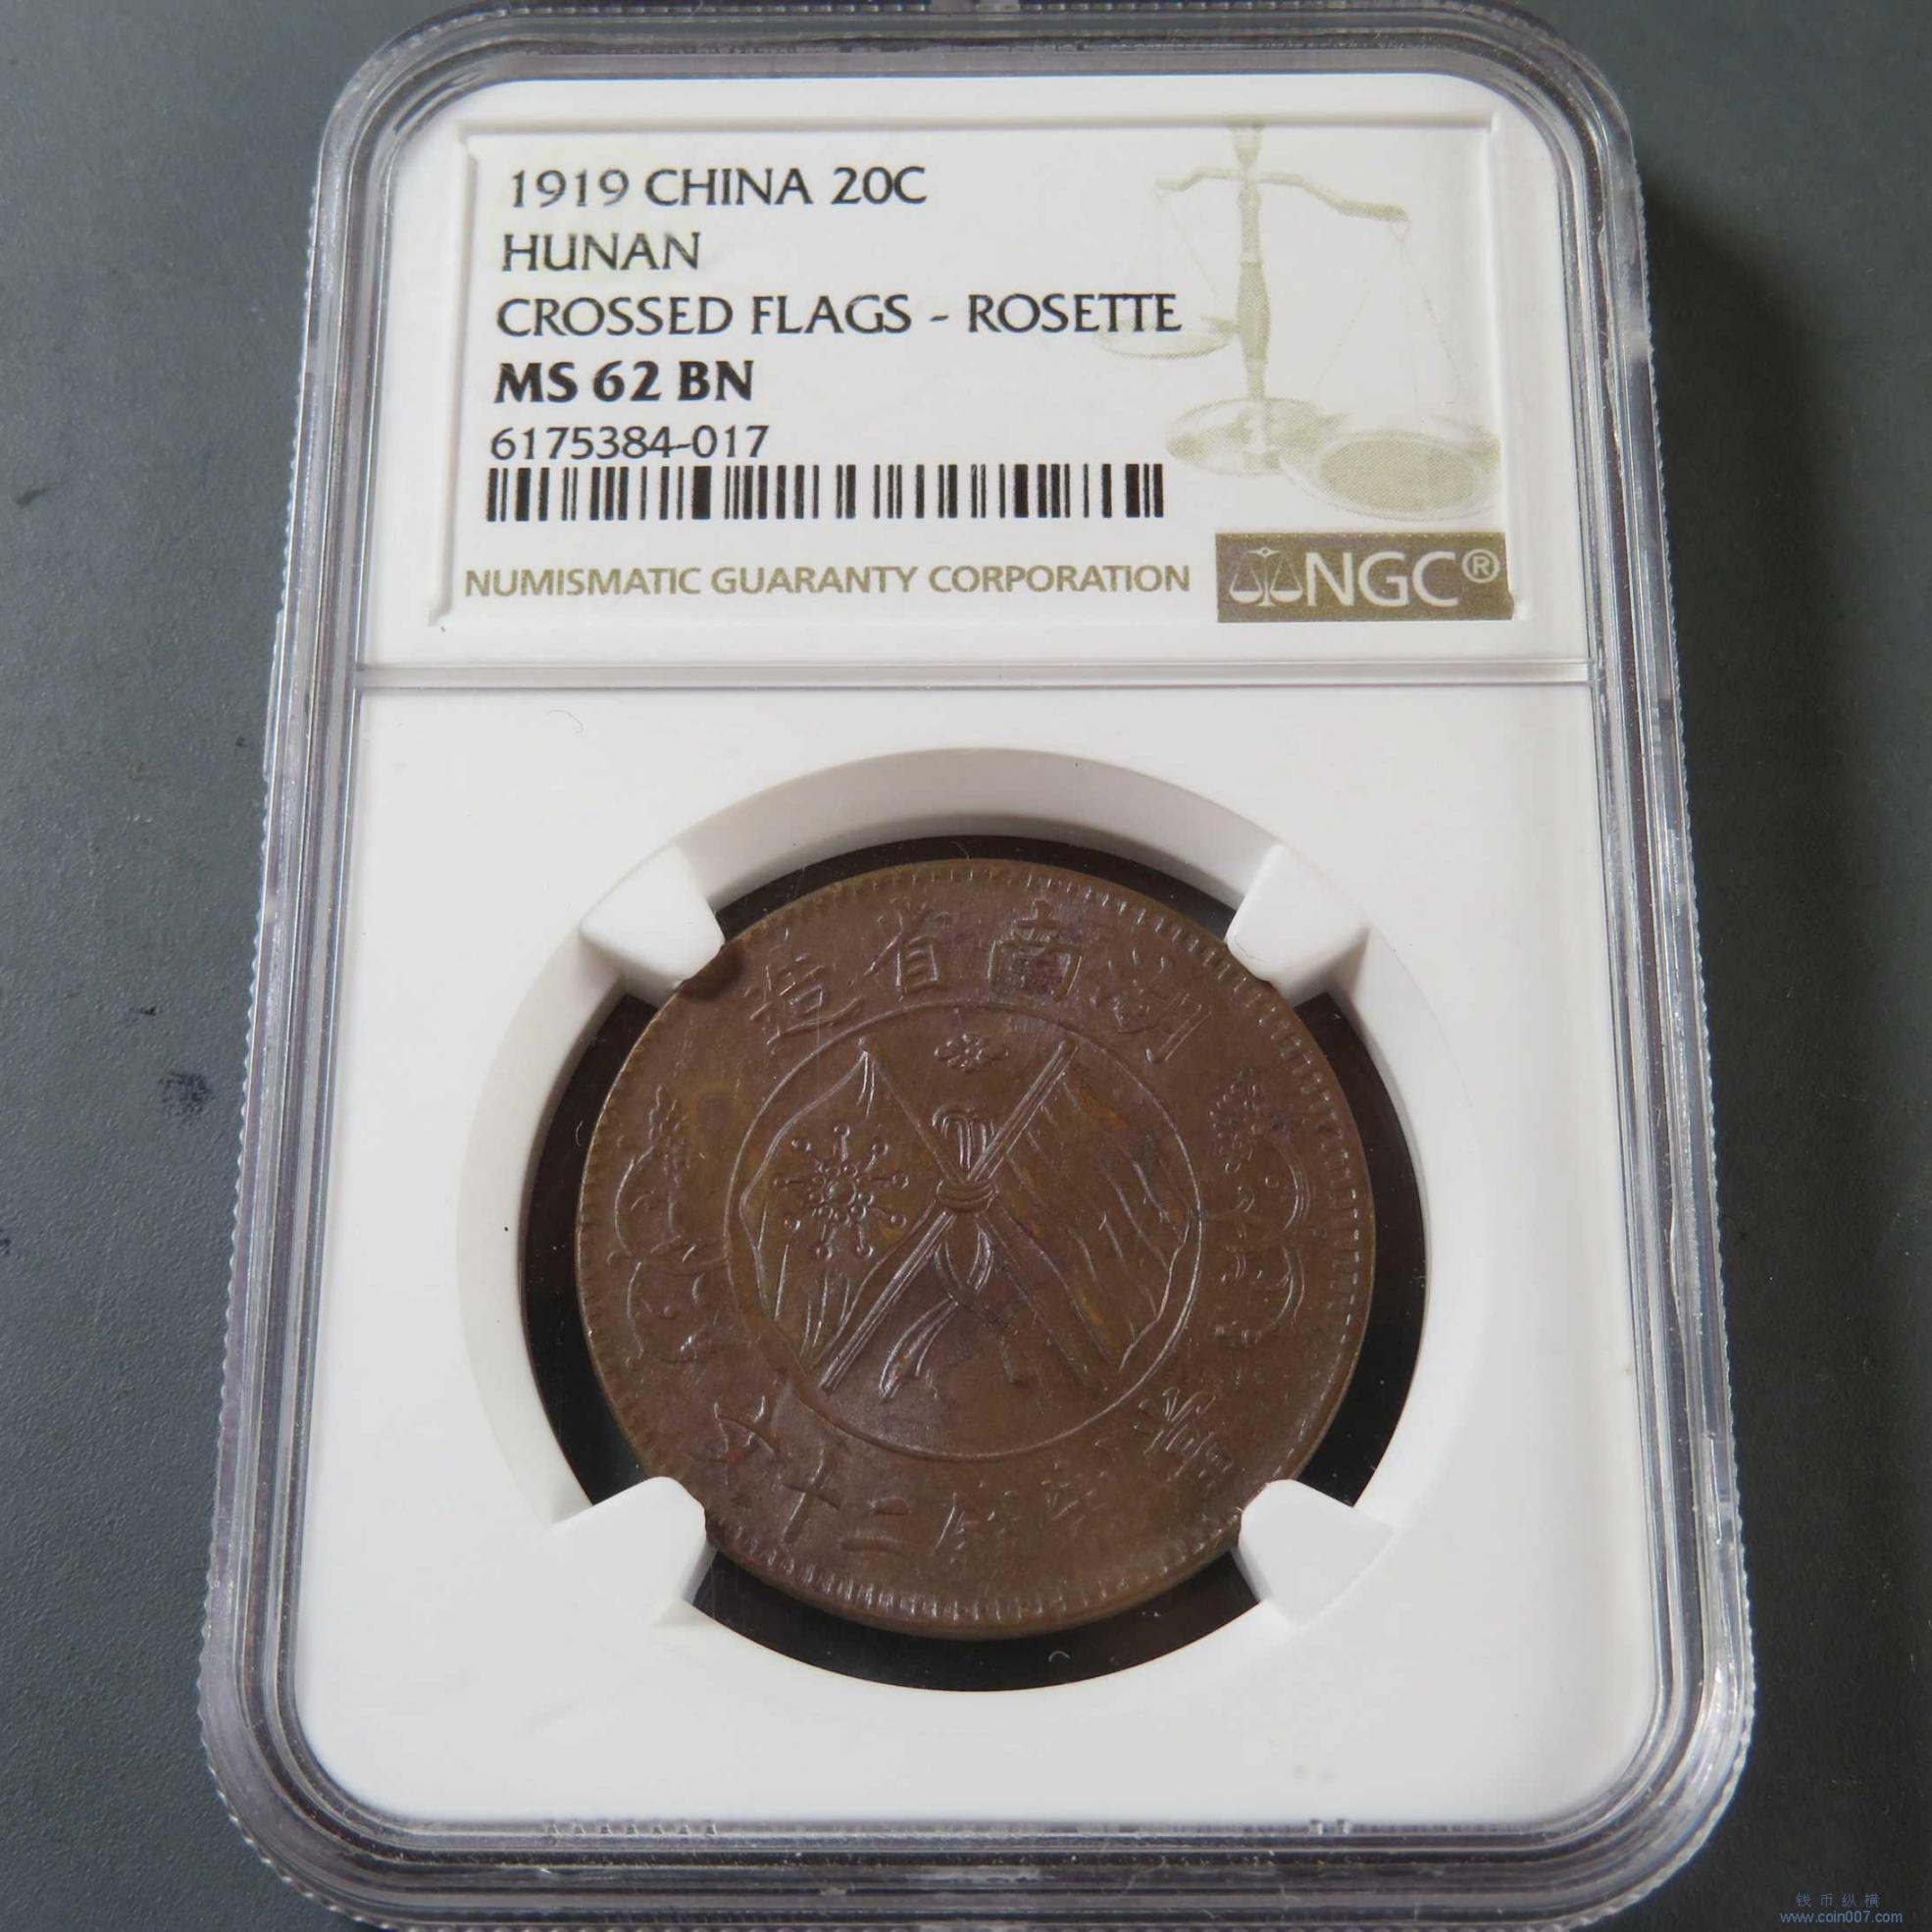 1919 CHINA 20C
HUNAN
CROSSED FLAGS - ROSETTE
MS 62 BN
6175384-017
NUMISMATIC GUARANTY CORPORATION
NGC®
造省南湖
文十二銅當
钱币纵横
www.coin007.com